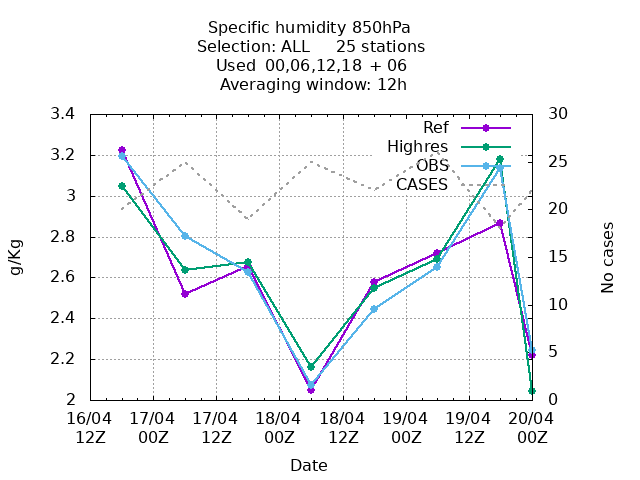 Specific humidity 850hPa
Selection: ALL     25 stations
Used  00,06,12,18 + 06
Averaging window: 12h
3.4
3.2
3
2.8
2.6
2.4
2.2
2
30
25
20
15
10
5
0
Ref
Highres
OBS
CASES
g/Kg
No cases
16/04 17/04 17/04 18/04 18/04 19/04 19/04 20/04
12Z 00Z 12Z 00Z 12Z 00Z 12Z 00Z
Date